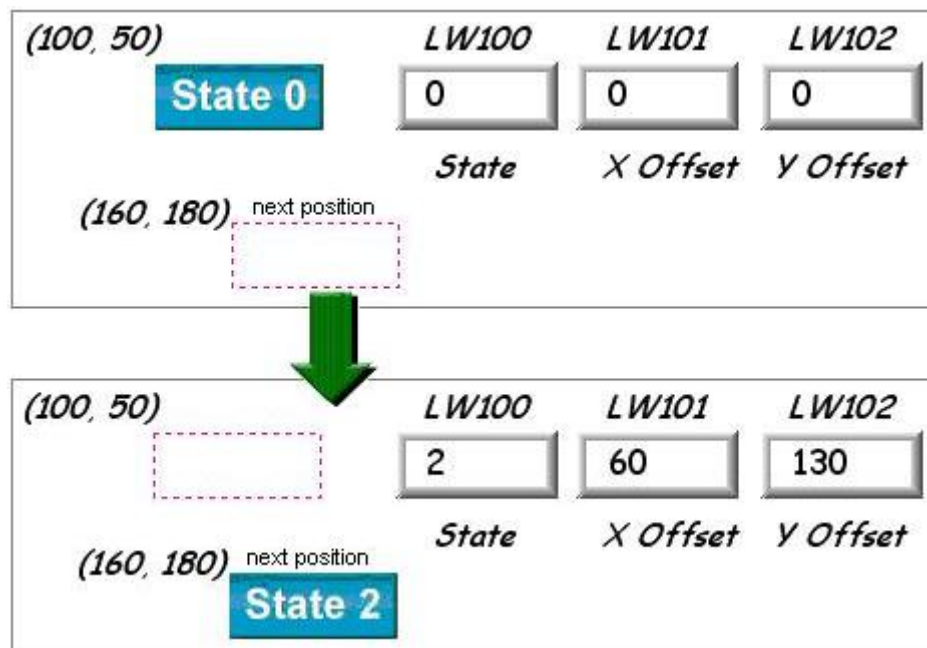 (100, 50) LW100 LW101 LW102
State 0 0 0 0
State X Offset Y Offset
(160, 180) next position
(100, 50) LW100 LW101 LW102
2 60 130
State X Offset Y Offset
(160, 180) next position
State 2